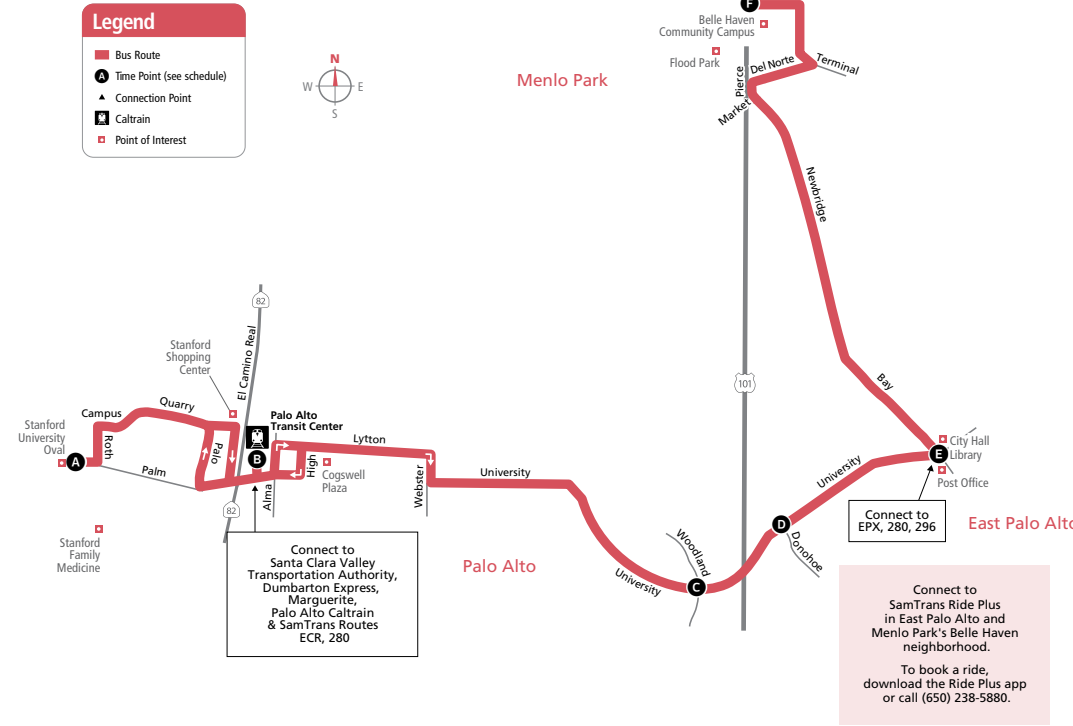 Legend
Bus Route
A Time Point (see schedule)
Connection Point
Caltrain
Point of Interest
N
W
E
S
Menlo Park
F
Belle Haven
Community Campus
Flood Park
Pierce
Del Norte
Terminal
Market
Newbridge
101
Bay
82
El Camino Real
Stanford
Shopping
Center
Quarry
Campus
Stanford
University
Oval
A
Roth
Palm
Palo
Palo Alto
Transit Center
B
Lytton
High
Alma
Cogswell
Plaza
Webster
University
82
Stanford
Family
Medicine
Connect to
Santa Clara Valley
Transportation Authority,
Dumbarton Express,
Marguerite,
Palo Alto Caltrain
& SamTrans Routes
ECR, 280
Palo Alto
University
Woodland
C
D
Donohoe
University
E
City Hall
Library
Post Office
Connect to
EPX, 280, 296
East Palo Alto
Connect to
SamTrans Ride Plus
in East Palo Alto and
Menlo Park's Belle Haven
neighborhood.
To book a ride,
download the Ride Plus app
or call (650) 238-5880.